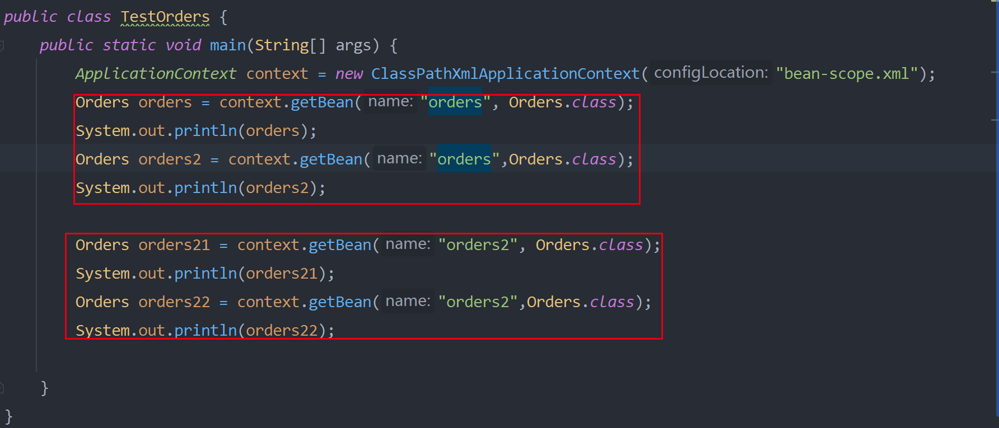 public class TestOrders {
public static void main(String[] args) {
ApplicationContext context = new ClassPathXmlApplicationContext( configLocation: "bean-scope.xml");
Orders orders = context.getBean( name: "orders", Orders.class);
System.out.println(orders);
Orders orders2 = context.getBean( name: "orders",Orders.class);
System.out.println(orders2);
Orders orders21 = context.getBean( name: "orders2", Orders.class);
System.out.println(orders21);
Orders orders22 = context.getBean( name: "orders2",Orders.class);
System.out.println(orders22);
}
}